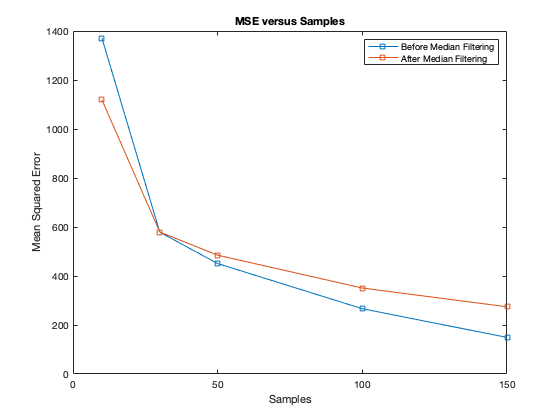 MSE versus Samples
Before Median Filtering
After Median Filtering
1400
1200
1000
800
600
400
200
0
Mean Squared Error
0
50
100
150
Samples